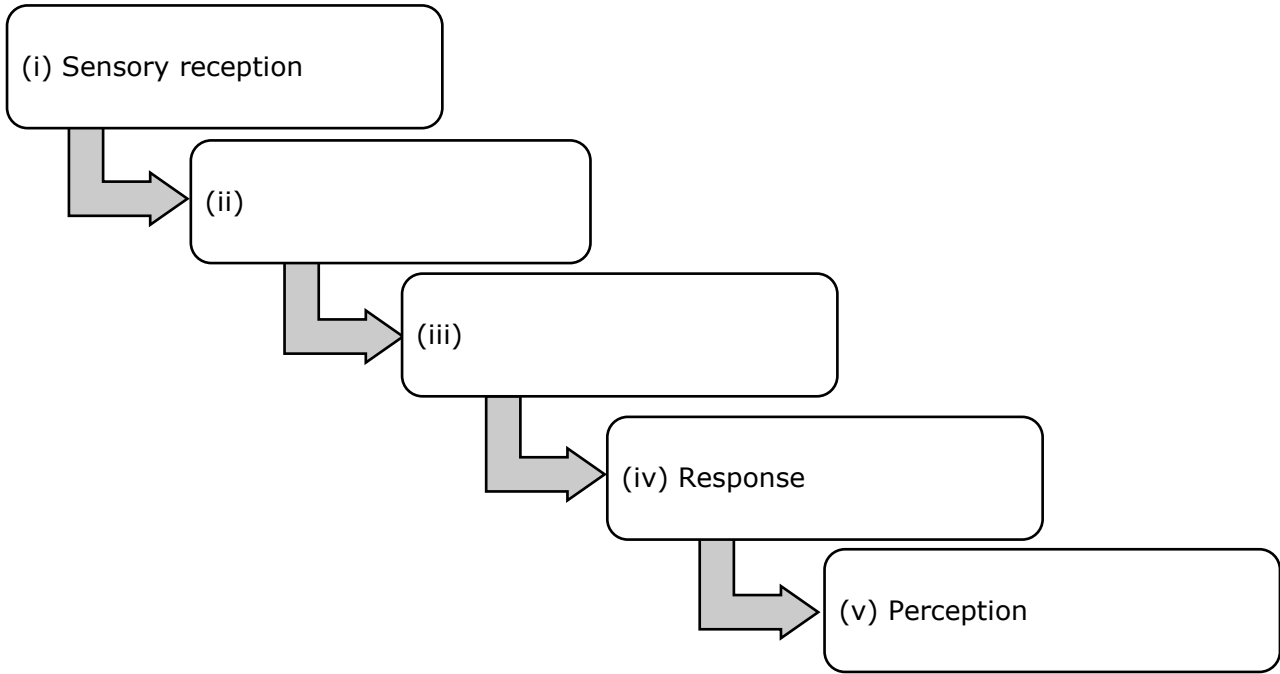 (i) Sensory reception
(ii)
(iii)
(iv) Response
(v) Perception